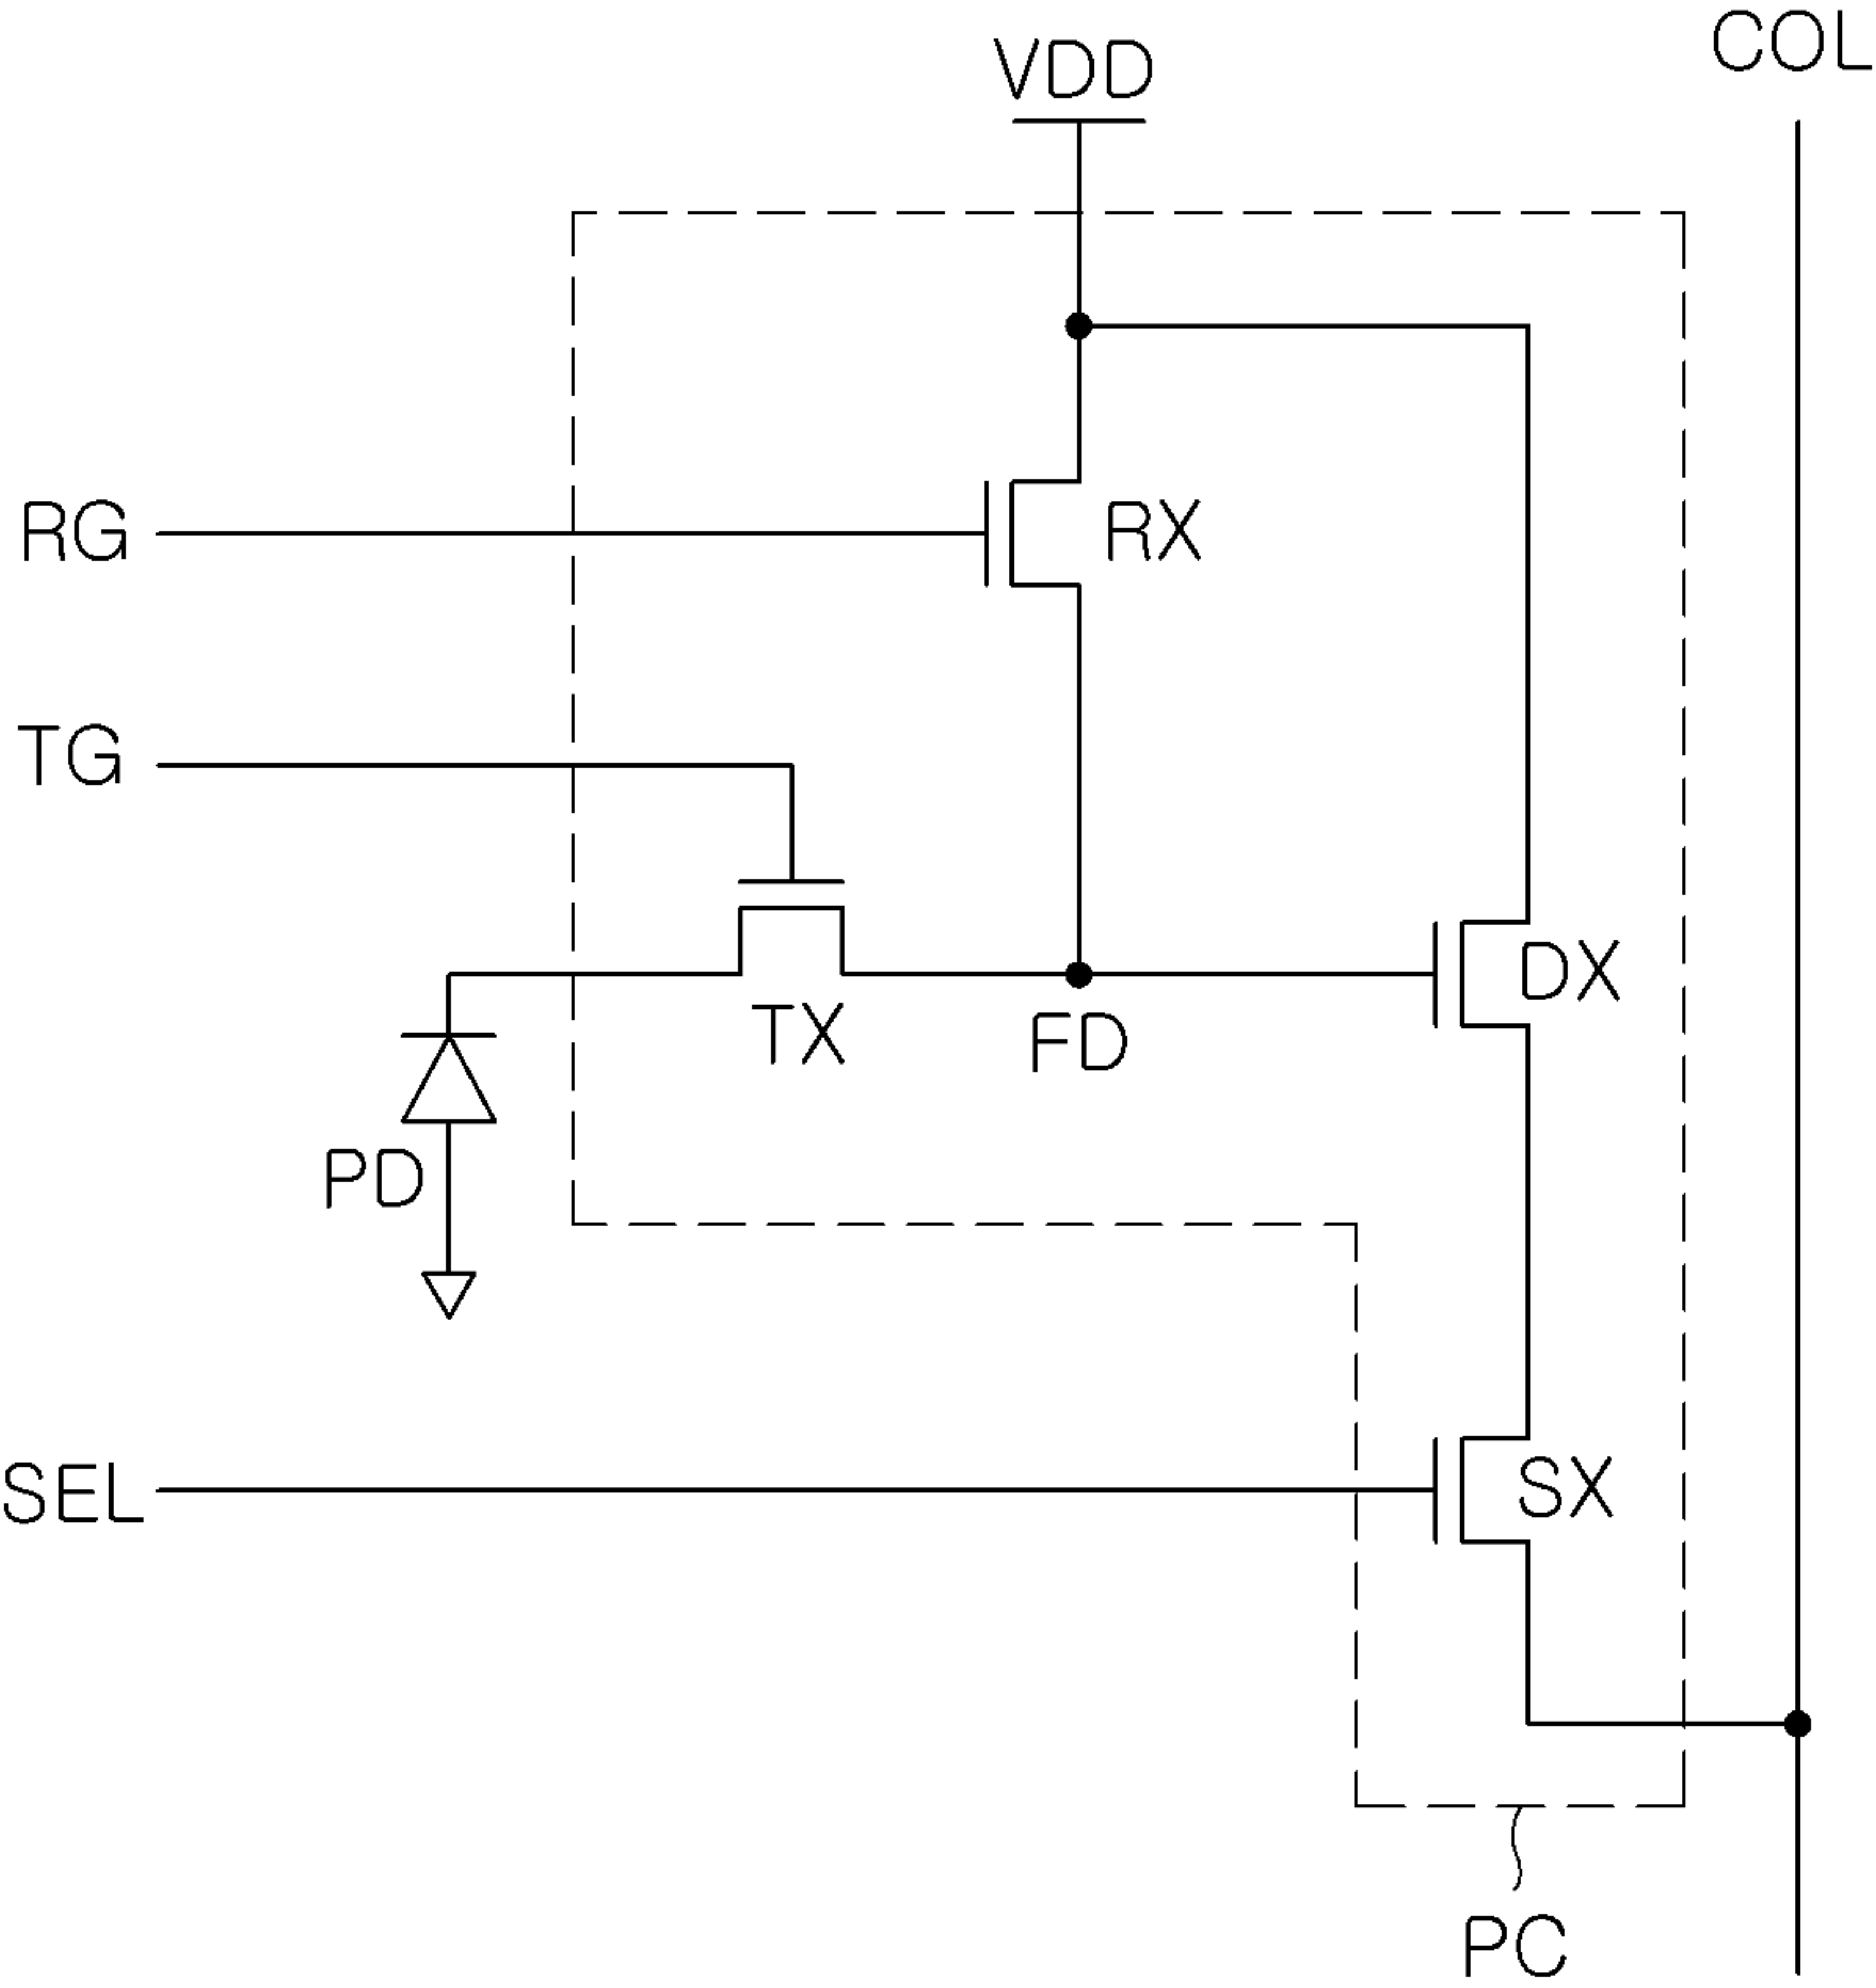 COL
VDD
RG
RX
TG
DX
TX
FD
PD
SEL
SX
PC